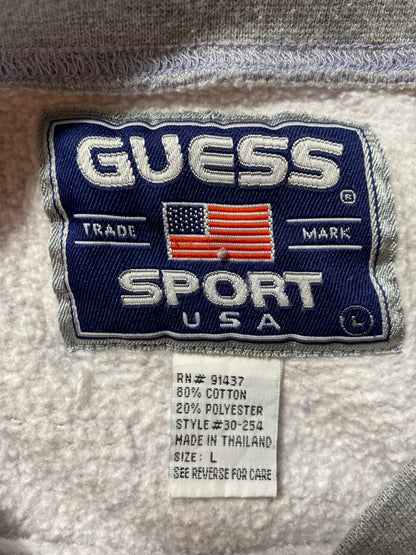 GUESS
®
TRADE MARK
SPORT
USA
L
RN# 91437
80% COTTON
20% POLYESTER
STYLE #30-254
MADE IN THAILAND
SIZE: L
SEE REVERSE FOR CARE